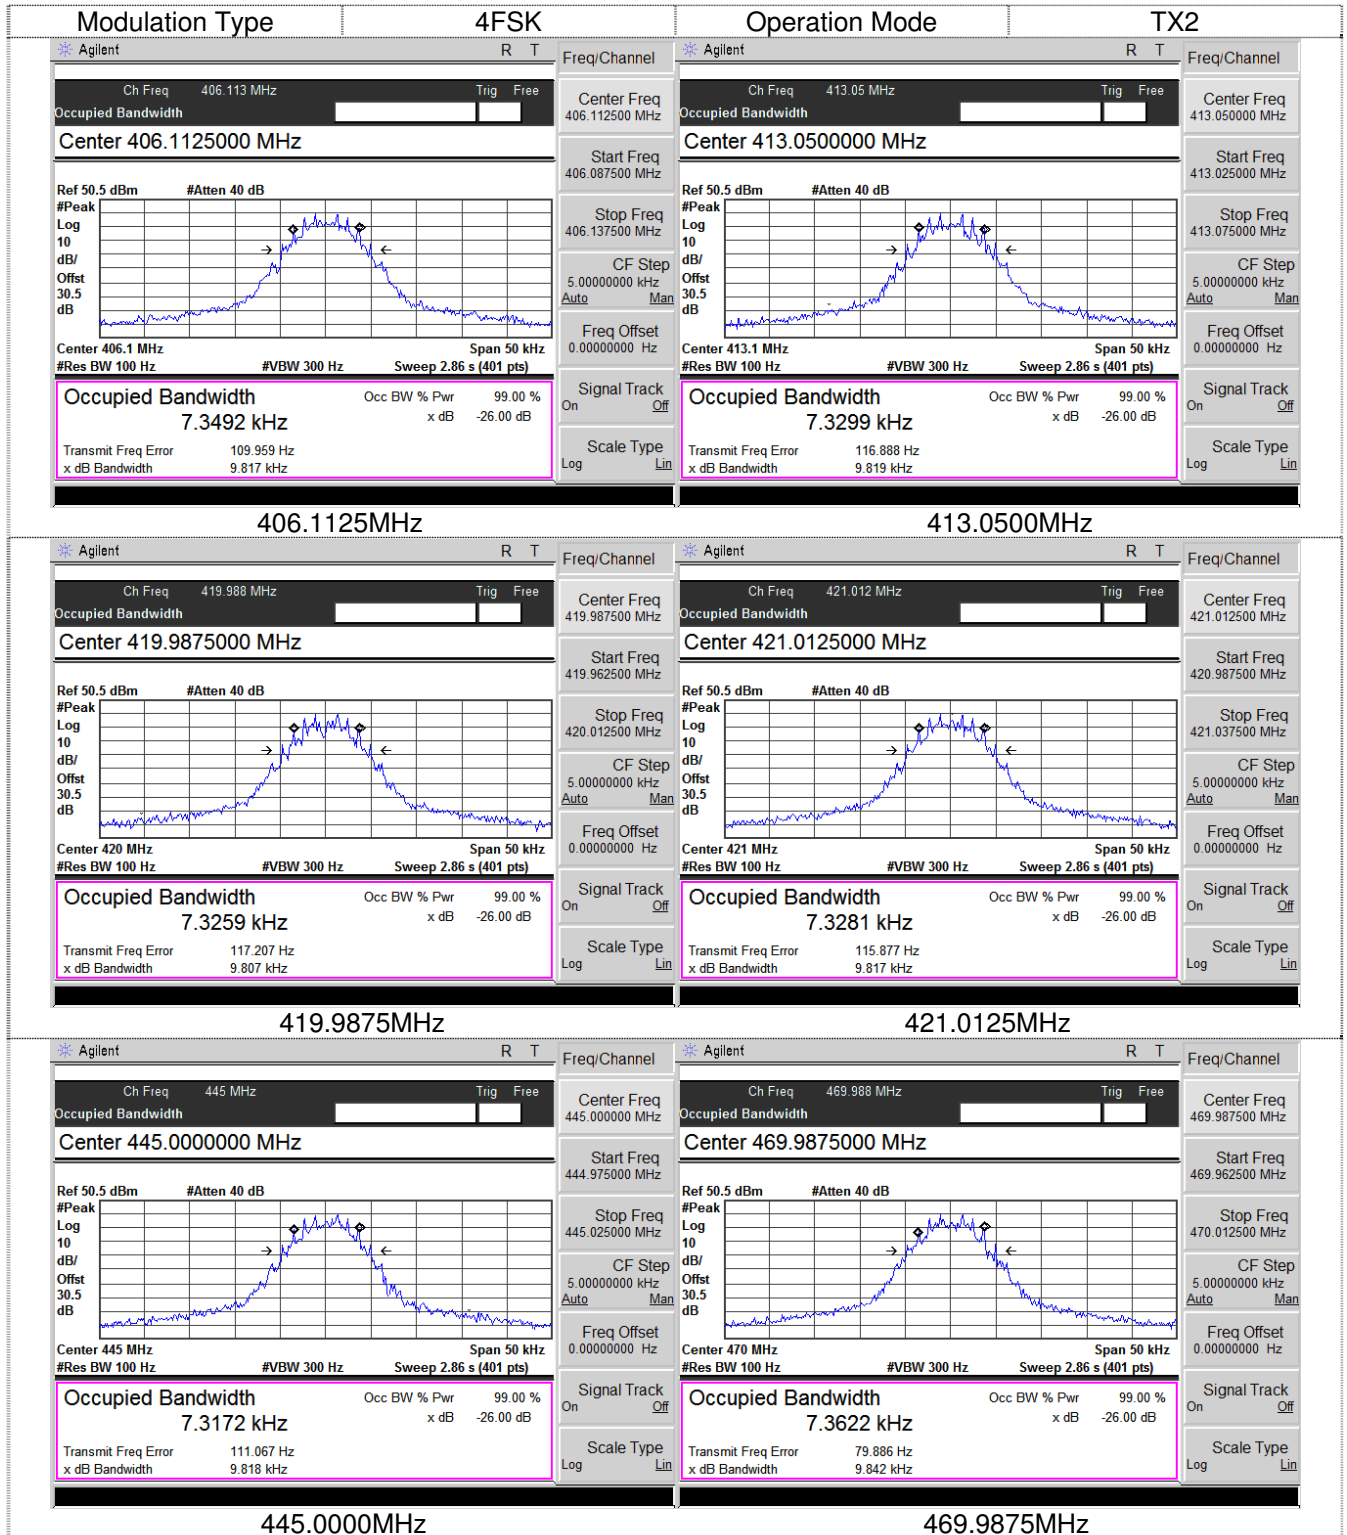 Modulation Type 4FSK Operation Mode TX2
Agilent R T Freq/Channel
Ch Freq 406.113 MHz Trig Free
Occupied Bandwidth
Center 406.1125000 MHz
Ref 50.5 dBm #Atten 40 dB
#Peak
Log
10
dB/
Offst
30.5
dB
Center 406.1 MHz Span 50 kHz
#Res BW 100 Hz #VBW 300 Hz Sweep 2.86 s (401 pts)
Occupied Bandwidth Occ BW % Pwr 99.00 %
7.3492 kHz x dB -26.00 dB
Transmit Freq Error 109.959 Hz
x dB Bandwidth 9.817 kHz
Center Freq
406.112500 MHz
Start Freq
406.087500 MHz
Stop Freq
406.137500 MHz
CF Step
5.00000000 kHz
Auto Man
Freq Offset
0.00000000 Hz
Signal Track
On Off
Scale Type
Log Lin
406.1125MHz
Agilent R T Freq/Channel
Ch Freq 413.05 MHz Trig Free
Occupied Bandwidth
Center 413.0500000 MHz
Ref 50.5 dBm #Atten 40 dB
#Peak
Log
10
dB/
Offst
30.5
dB
Center 413.1 MHz Span 50 kHz
#Res BW 100 Hz #VBW 300 Hz Sweep 2.86 s (401 pts)
Occupied Bandwidth Occ BW % Pwr 99.00 %
7.3299 kHz x dB -26.00 dB
Transmit Freq Error 116.888 Hz
x dB Bandwidth 9.819 kHz
Center Freq
413.050000 MHz
Start Freq
413.025000 MHz
Stop Freq
413.075000 MHz
CF Step
5.00000000 kHz
Auto Man
Freq Offset
0.00000000 Hz
Signal Track
On Off
Scale Type
Log Lin
413.0500MHz
Agilent R T Freq/Channel
Ch Freq 419.988 MHz Trig Free
Occupied Bandwidth
Center 419.9875000 MHz
Ref 50.5 dBm #Atten 40 dB
#Peak
Log
10
dB/
Offst
30.5
dB
Center 420 MHz Span 50 kHz
#Res BW 100 Hz #VBW 300 Hz Sweep 2.86 s (401 pts)
Occupied Bandwidth Occ BW % Pwr 99.00 %
7.3259 kHz x dB -26.00 dB
Transmit Freq Error 117.207 Hz
x dB Bandwidth 9.807 kHz
Center Freq
419.987500 MHz
Start Freq
419.962500 MHz
Stop Freq
420.012500 MHz
CF Step
5.00000000 kHz
Auto Man
Freq Offset
0.00000000 Hz
Signal Track
On Off
Scale Type
Log Lin
419.9875MHz
Agilent R T Freq/Channel
Ch Freq 421.012 MHz Trig Free
Occupied Bandwidth
Center 421.0125000 MHz
Ref 50.5 dBm #Atten 40 dB
#Peak
Log
10
dB/
Offst
30.5
dB
Center 421 MHz Span 50 kHz
#Res BW 100 Hz #VBW 300 Hz Sweep 2.86 s (401 pts)
Occupied Bandwidth Occ BW % Pwr 99.00 %
7.3281 kHz x dB -26.00 dB
Transmit Freq Error 115.877 Hz
x dB Bandwidth 9.817 kHz
Center Freq
421.012500 MHz
Start Freq
420.987500 MHz
Stop Freq
421.037500 MHz
CF Step
5.00000000 kHz
Auto Man
Freq Offset
0.00000000 Hz
Signal Track
On Off
Scale Type
Log Lin
421.0125MHz
Agilent R T Freq/Channel
Ch Freq 445 MHz Trig Free
Occupied Bandwidth
Center 445.0000000 MHz
Ref 50.5 dBm #Atten 40 dB
#Peak
Log
10
dB/
Offst
30.5
dB
Center 445 MHz Span 50 kHz
#Res BW 100 Hz #VBW 300 Hz Sweep 2.86 s (401 pts)
Occupied Bandwidth Occ BW % Pwr 99.00 %
7.3172 kHz x dB -26.00 dB
Transmit Freq Error 111.067 Hz
x dB Bandwidth 9.818 kHz
Center Freq
445.000000 MHz
Start Freq
444.975000 MHz
Stop Freq
445.025000 MHz
CF Step
5.00000000 kHz
Auto Man
Freq Offset
0.00000000 Hz
Signal Track
On Off
Scale Type
Log Lin
445.0000MHz
Agilent R T Freq/Channel
Ch Freq 469.988 MHz Trig Free
Occupied Bandwidth
Center 469.9875000 MHz
Ref 50.5 dBm #Atten 40 dB
#Peak
Log
10
dB/
Offst
30.5
dB
Center 470 MHz Span 50 kHz
#Res BW 100 Hz #VBW 300 Hz Sweep 2.86 s (401 pts)
Occupied Bandwidth Occ BW % Pwr 99.00 %
7.3622 kHz x dB -26.00 dB
Transmit Freq Error 79.886 Hz
x dB Bandwidth 9.842 kHz
Center Freq
469.987500 MHz
Start Freq
469.962500 MHz
Stop Freq
470.012500 MHz
CF Step
5.00000000 kHz
Auto Man
Freq Offset
0.00000000 Hz
Signal Track
On Off
Scale Type
Log Lin
469.9875MHz